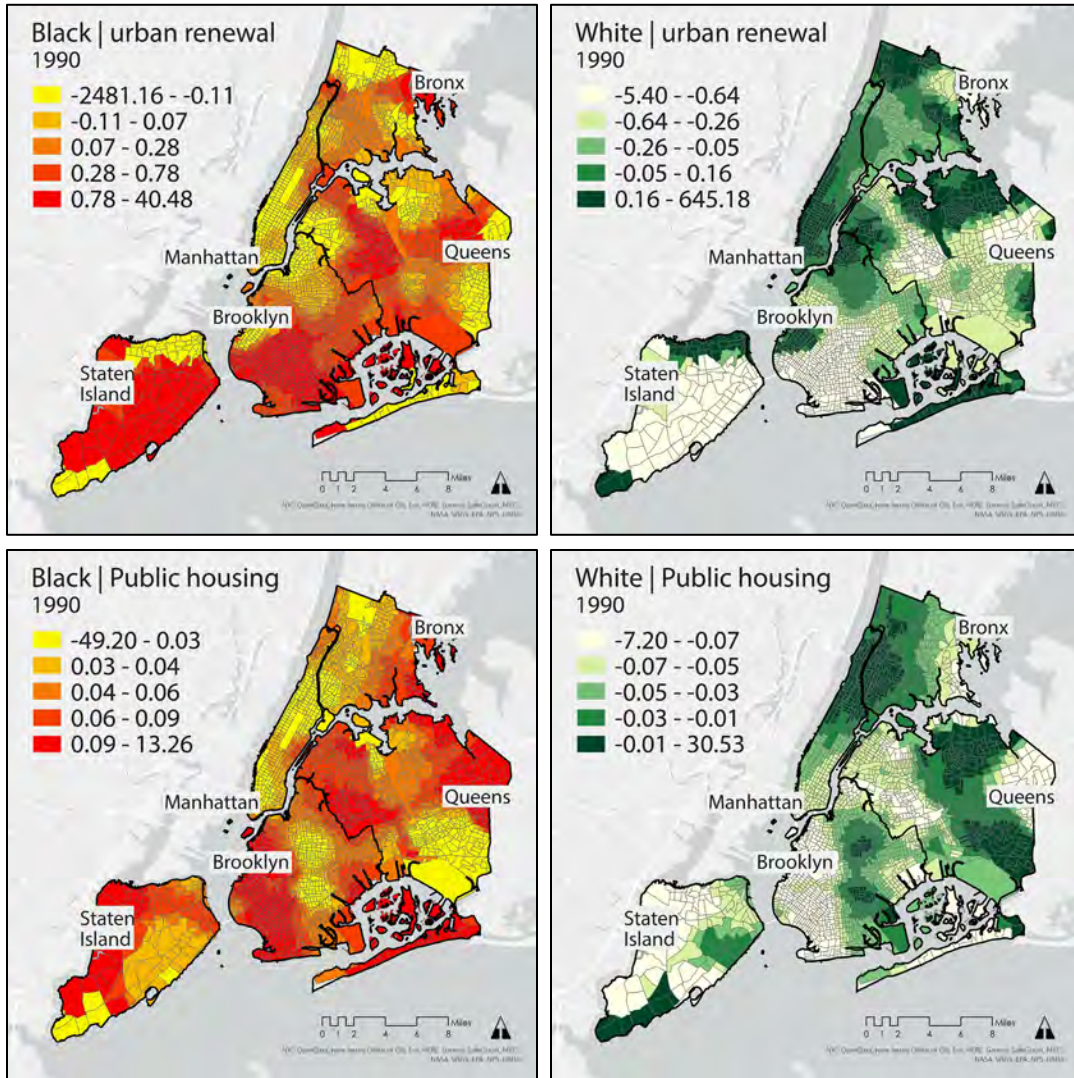 Black | urban renewal
1990
-2481.16 - -0.11
-0.11 - 0.07
0.07 - 0.28
0.28 - 0.78
0.78 - 40.48
Bronx
Manhattan
Queens
Brooklyn
Staten
Island
0 1 2 4 6 8
Miles
White | urban renewal
1990
-5.40 - -0.64
-0.64 - -0.26
-0.26 - -0.05
-0.05 - 0.16
0.16 - 645.18
Bronx
Manhattan
Queens
Brooklyn
Staten
Island
0 1 2 4 6 8
Miles
Black | Public housing
1990
-49.20 - 0.03
0.03 - 0.04
0.04 - 0.06
0.06 - 0.09
0.09 - 13.26
Bronx
Manhattan
Queens
Brooklyn
Staten
Island
0 1 2 4 6 8
Miles
White | Public housing
1990
-7.20 - -0.07
-0.07 - -0.05
-0.05 - -0.03
-0.03 - -0.01
-0.01 - 30.53
Bronx
Manhattan
Queens
Brooklyn
Staten
Island
0 1 2 4 6 8
Miles